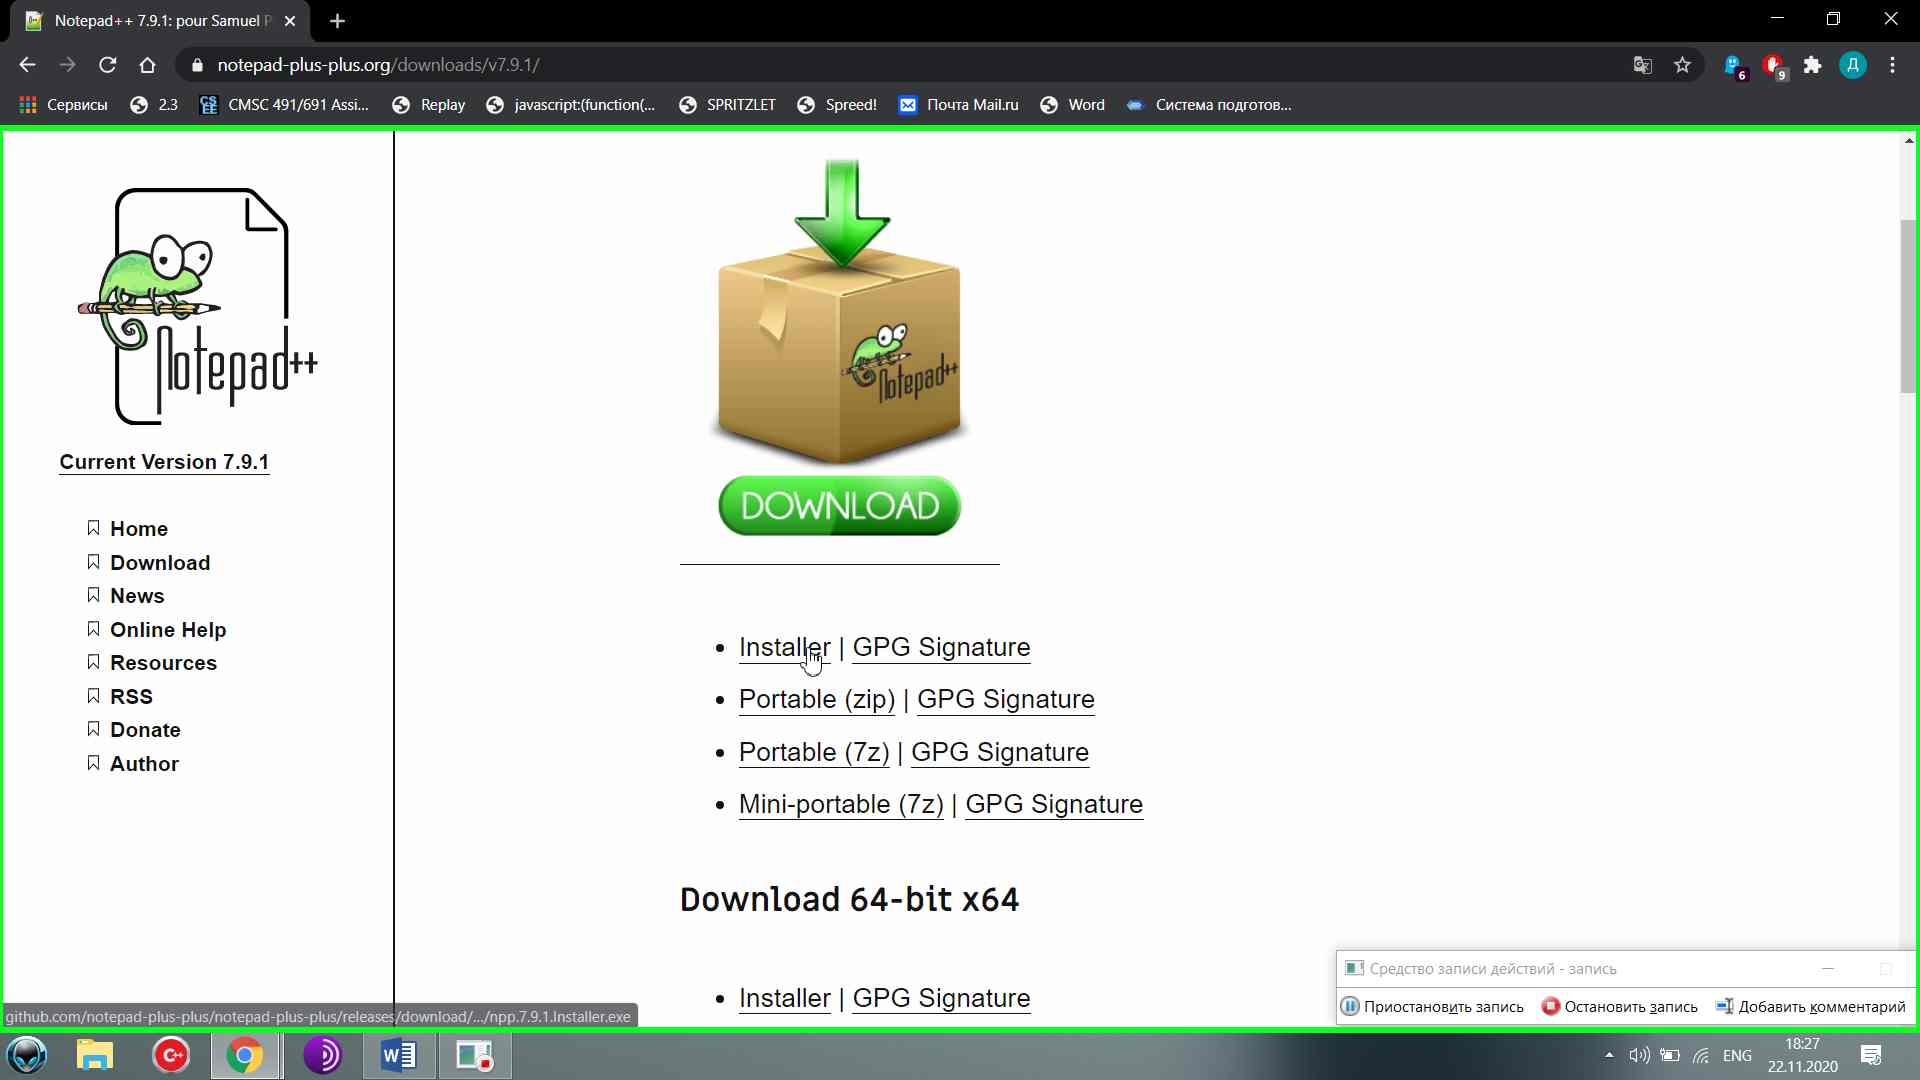 Notepad++ 7.9.1: pour Samuel P
notepad-plus-plus.org/downloads/v7.9.1/
6
9
Д
Сервисы
2.3
CMSC 491/691 Assi...
Replay
javascript:(function(...
SPRITZLET
Spreed!
Почта Mail.ru
Word
Система подготов...
Notepad++
Notepad++
DOWNLOAD
Current Version 7.9.1
Home
Download
News
Online Help
Resources
RSS
Donate
Author
Installer | GPG Signature
Portable (zip) | GPG Signature
Portable (7z) | GPG Signature
Mini-portable (7z) | GPG Signature
Download 64-bit x64
Installer | GPG Signature
github.com/notepad-plus-plus/notepad-plus-plus/releases/download/.../npp.7.9.1.Installer.exe
Средство записи действий - запись
Приостановить запись
Остановить запись
Добавить комментарий
ENG
18:27
22.11.2020